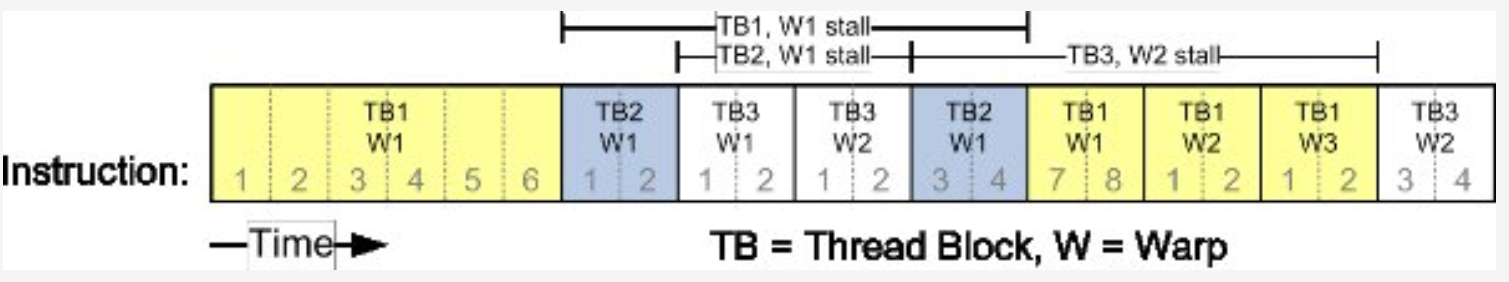 TB1, W1 stall
TB2, W1 stall TB3, W2 stall
TB1 TB2 TB3 TB3 TB2 TB1 TB1 TB1 TB3
W1 W1 W1 W2 W1 W1 W2 W3 W2
Instruction: 1 2 3 4 5 6 1 2 1 2 1 2 3 4 7 8 1 2 1 2 3 4
Time TB = Thread Block, W = Warp